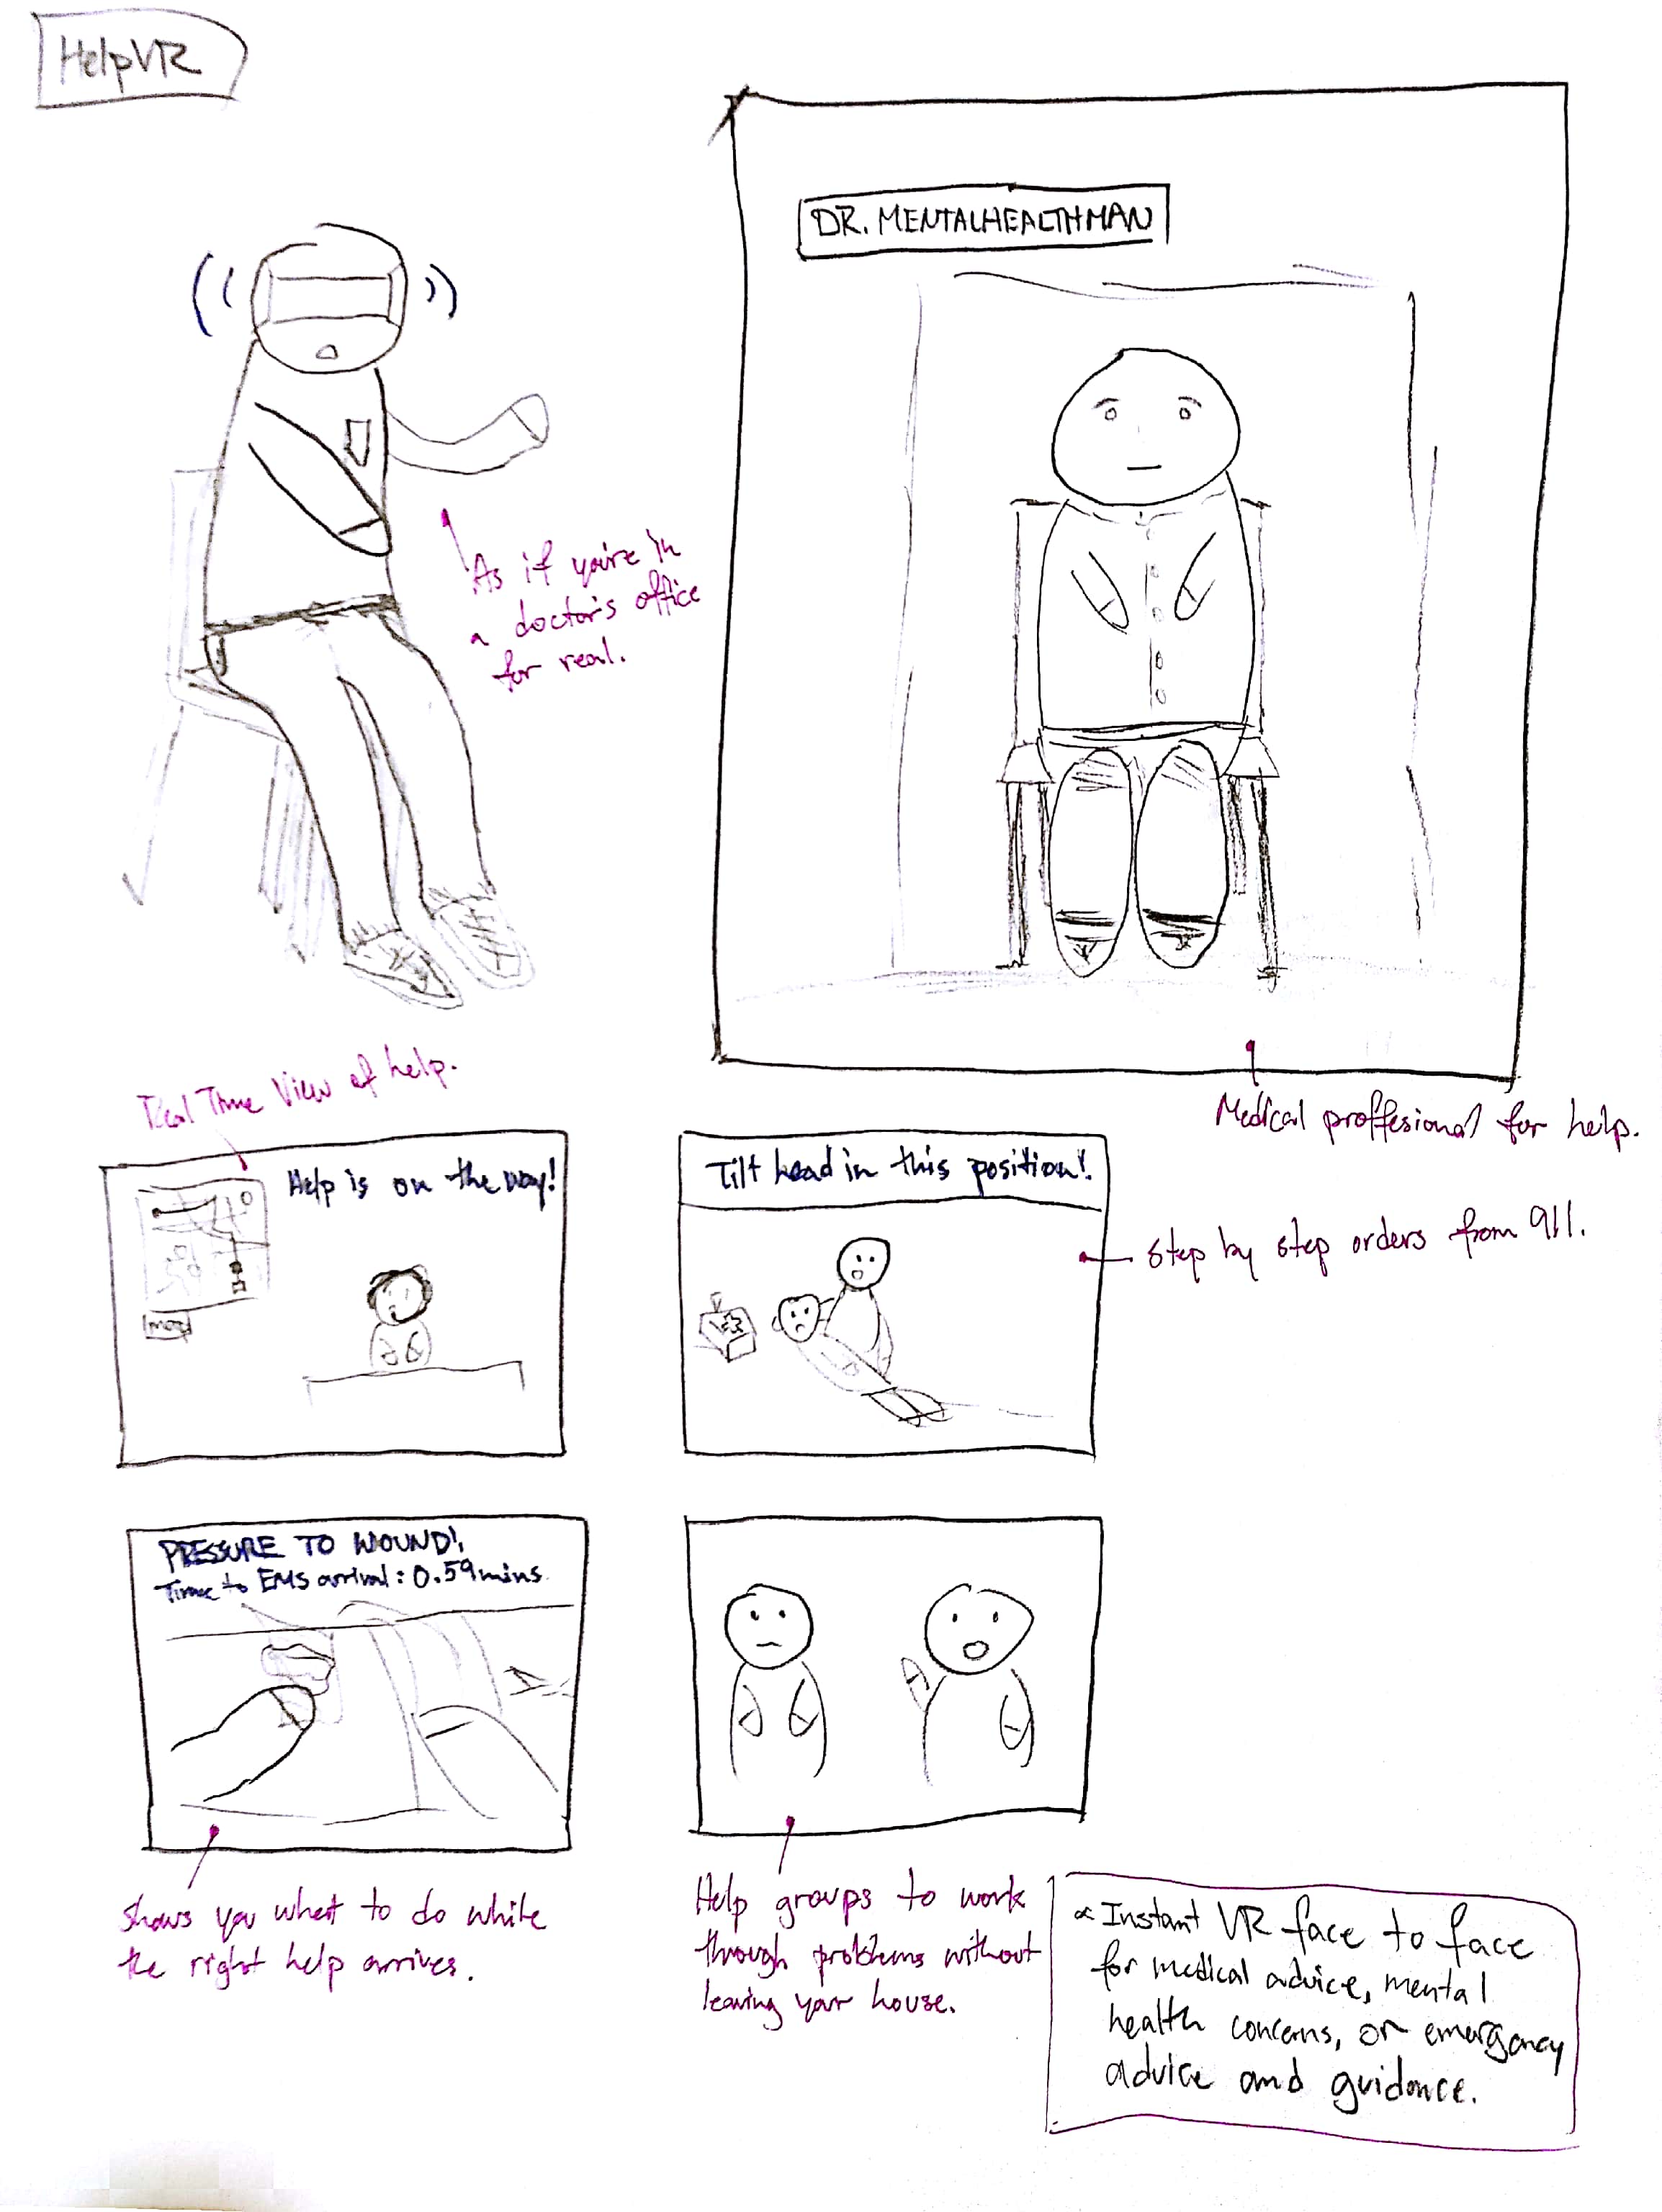 HelpVR
DR. MENTALHEALTHMAN
As if you're in
a doctor's office
for real.
Medical proffesional for help.
Real Time View of help.
Help is on the way!
Tilt head in this position!
Step by step orders from 911.
PRESSURE TO WOUND!
Time to EMS arrival: 0.59mins.
shows you what to do while
the right help arrives.
Help groups to work
through problems without
leaving your house.
Instant VR face to face
for medical advice, mental
health concerns, or emergency
advice and guidance.